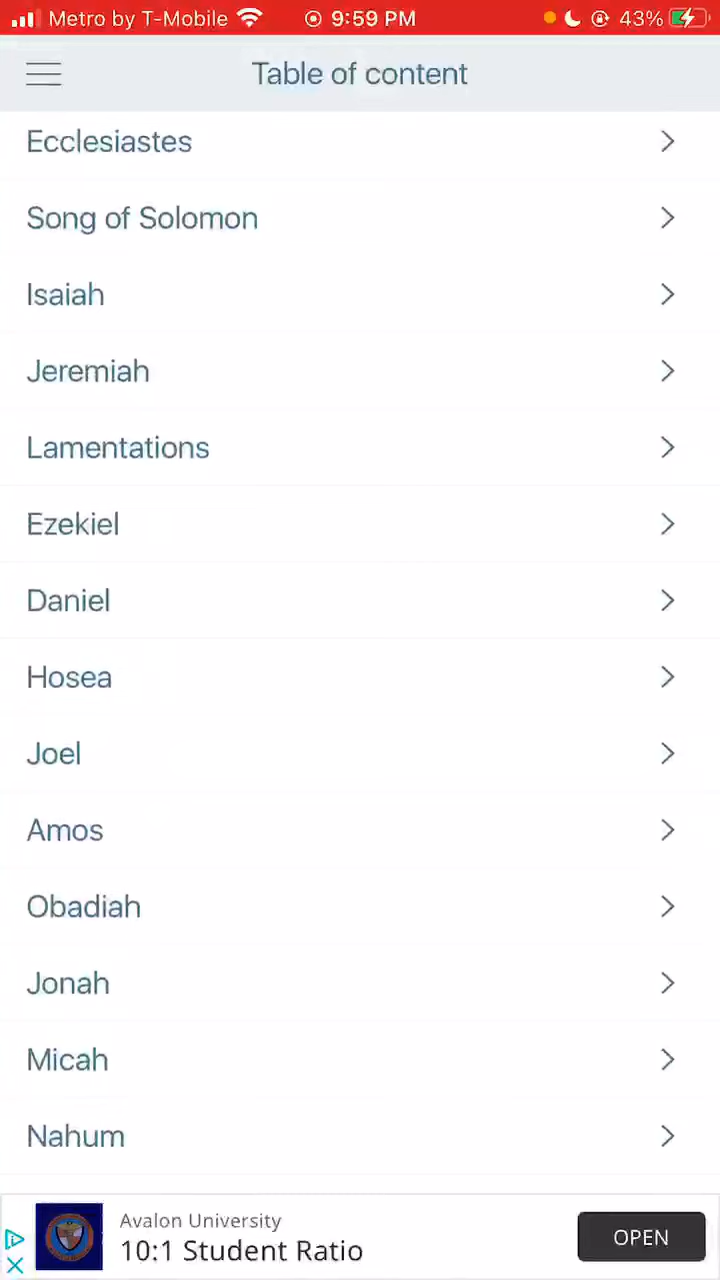 Metro by T-Mobile 9:59 PM 43%
Table of content
Ecclesiastes
Song of Solomon
Isaiah
Jeremiah
Lamentations
Ezekiel
Daniel
Hosea
Joel
Amos
Obadiah
Jonah
Micah
Nahum
Avalon University
10:1 Student Ratio
OPEN